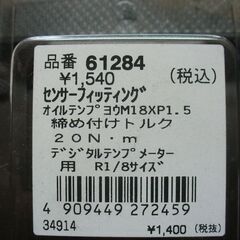 品番 61284
¥1,540 (税込)
センサーフィッティング
オイルテンプヨウM18XP1.5
締め付けトルク
20N・m
デジタルテンプメーター
用 R1/8サイズ
4 909449 272459
34914 ¥1,400 (税抜)